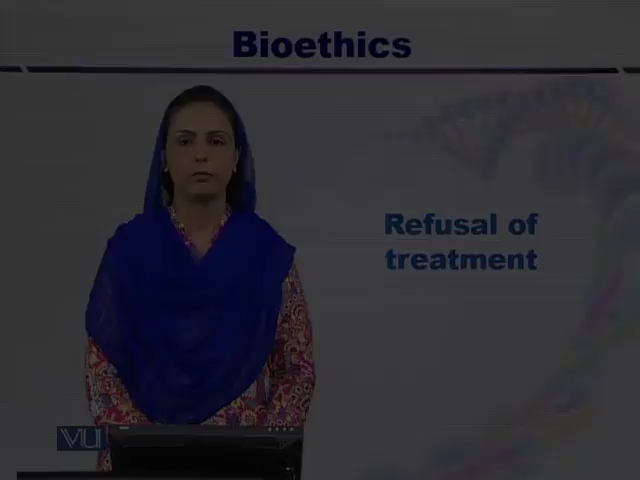 Bioethics
Refusal of
treatment
VU